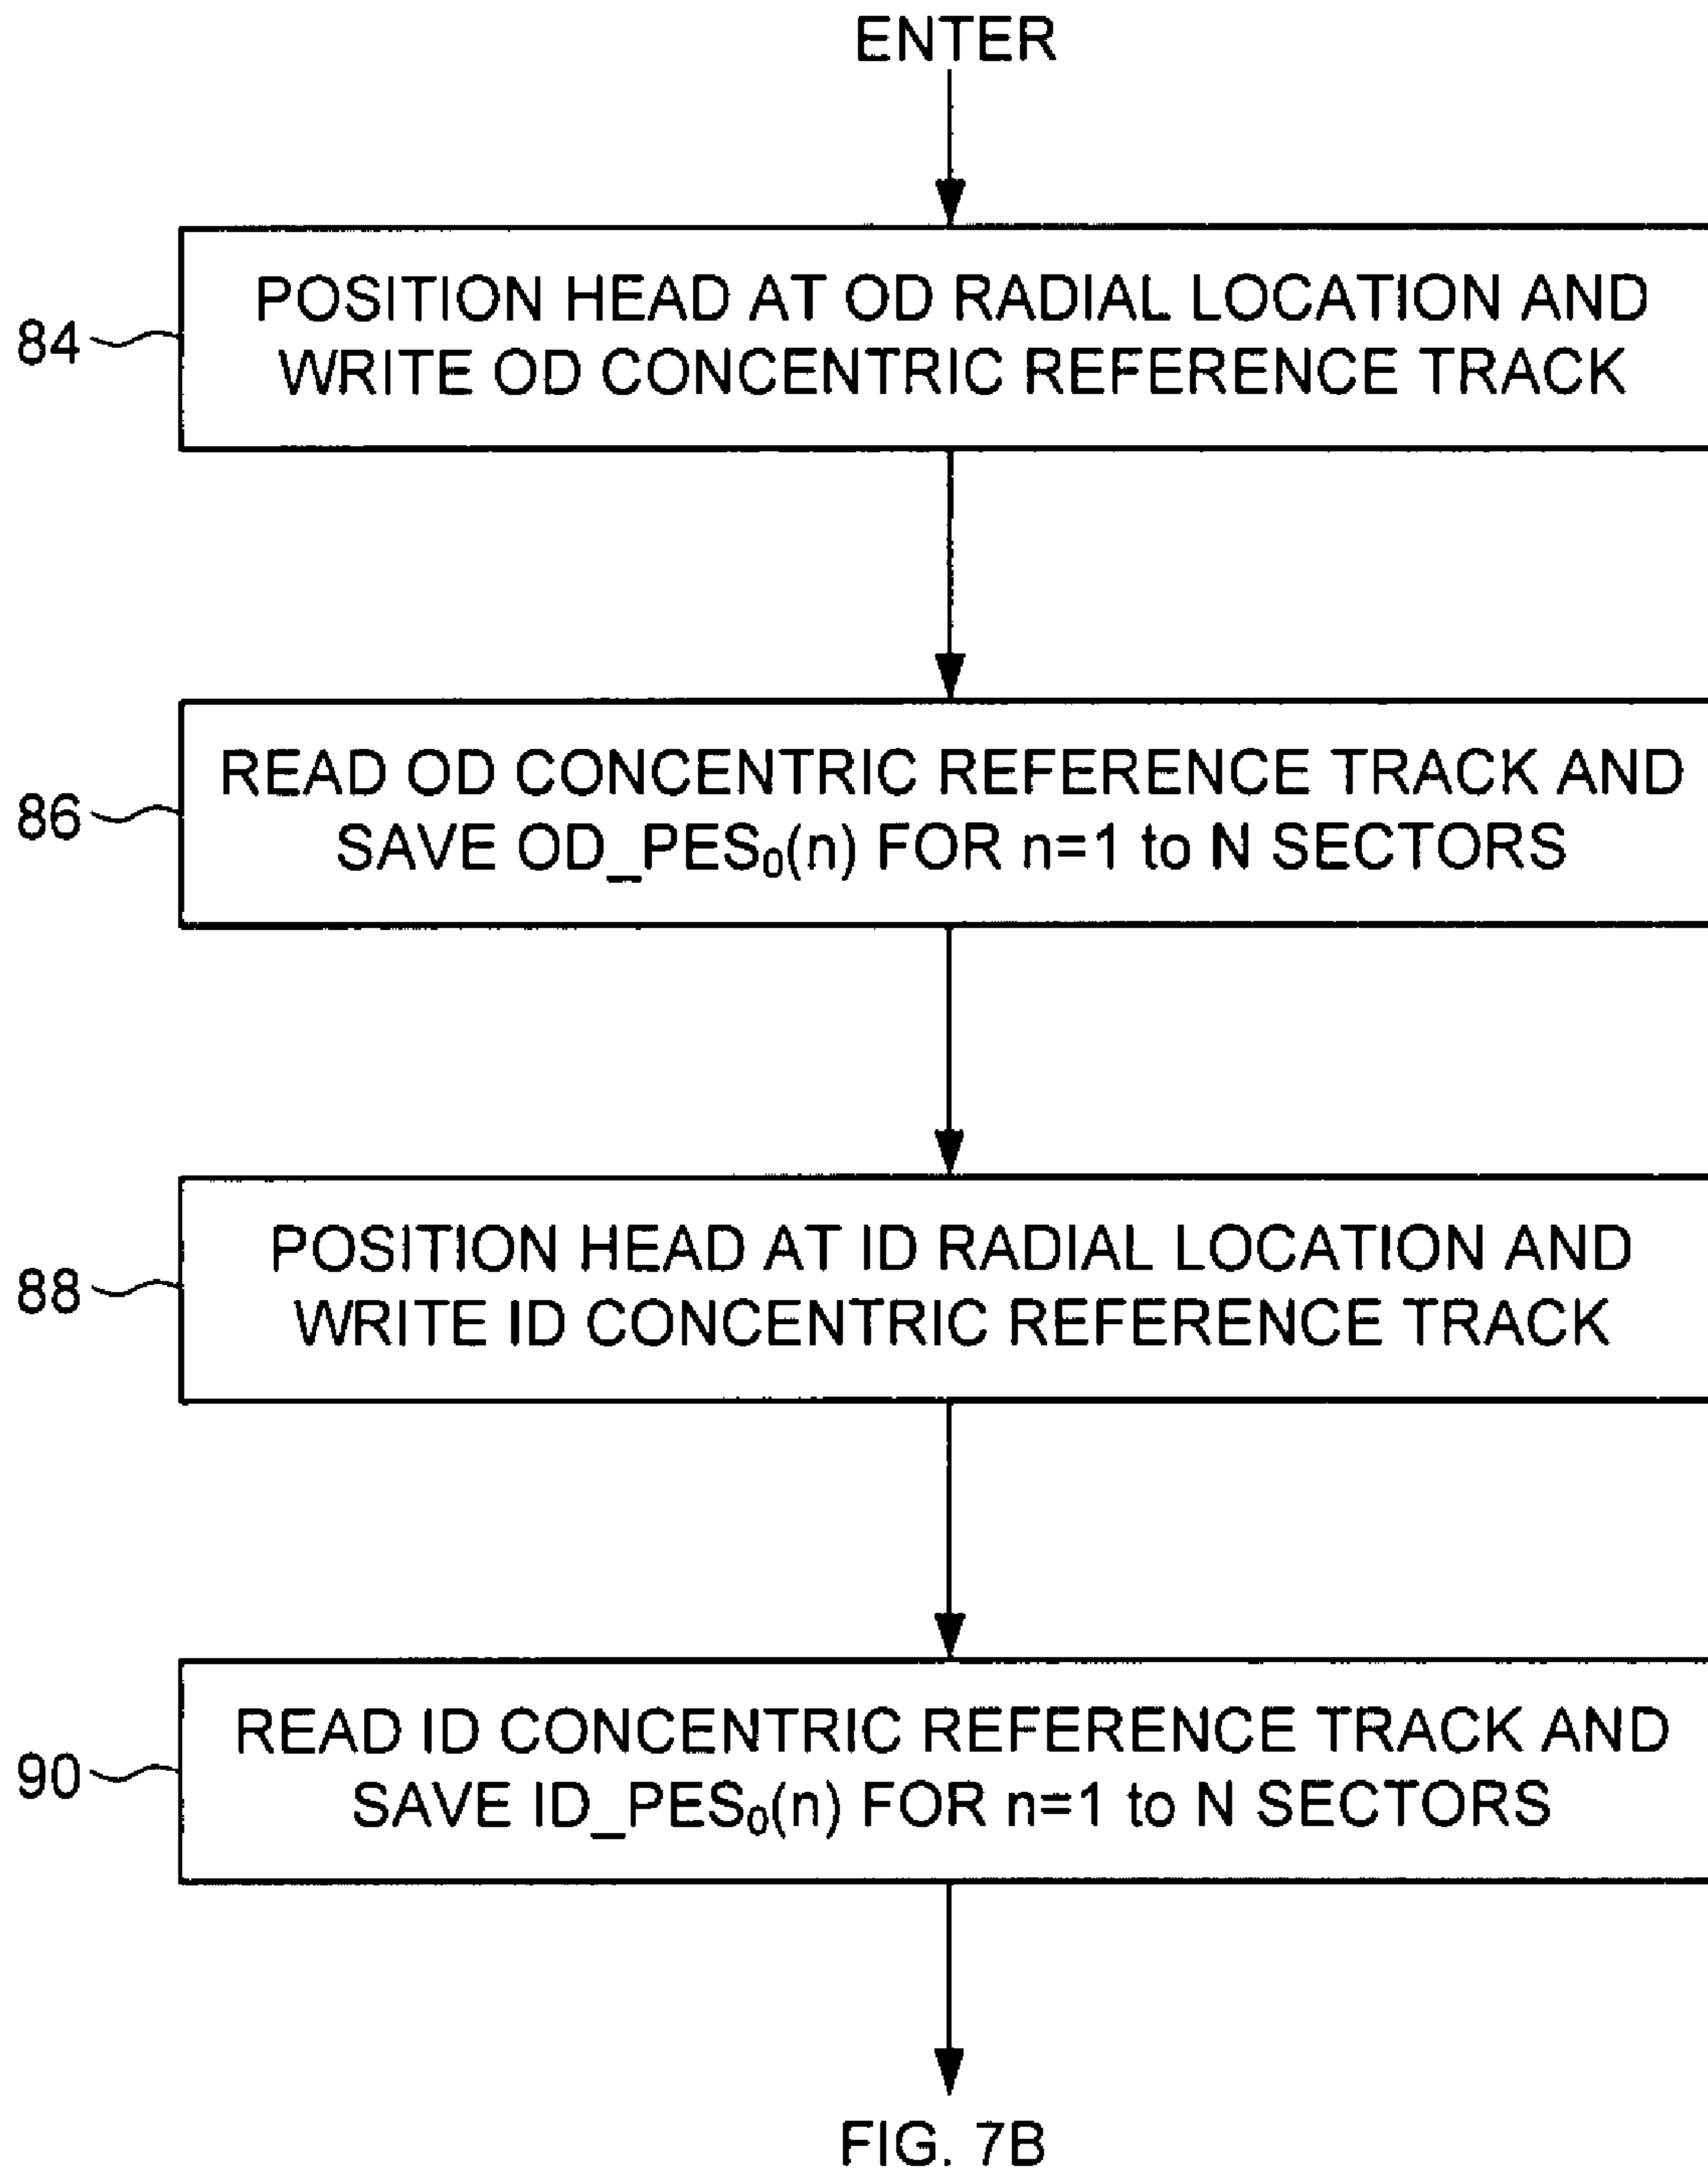 ENTER
84
POSITION HEAD AT OD RADIAL LOCATION AND
WRITE OD CONCENTRIC REFERENCE TRACK
86
READ OD CONCENTRIC REFERENCE TRACK AND
SAVE OD_PES₀(n) FOR n=1 to N SECTORS
88
POSITION HEAD AT ID RADIAL LOCATION AND
WRITE ID CONCENTRIC REFERENCE TRACK
90
READ ID CONCENTRIC REFERENCE TRACK AND
SAVE ID_PES₀(n) FOR n=1 to N SECTORS
FIG. 7B